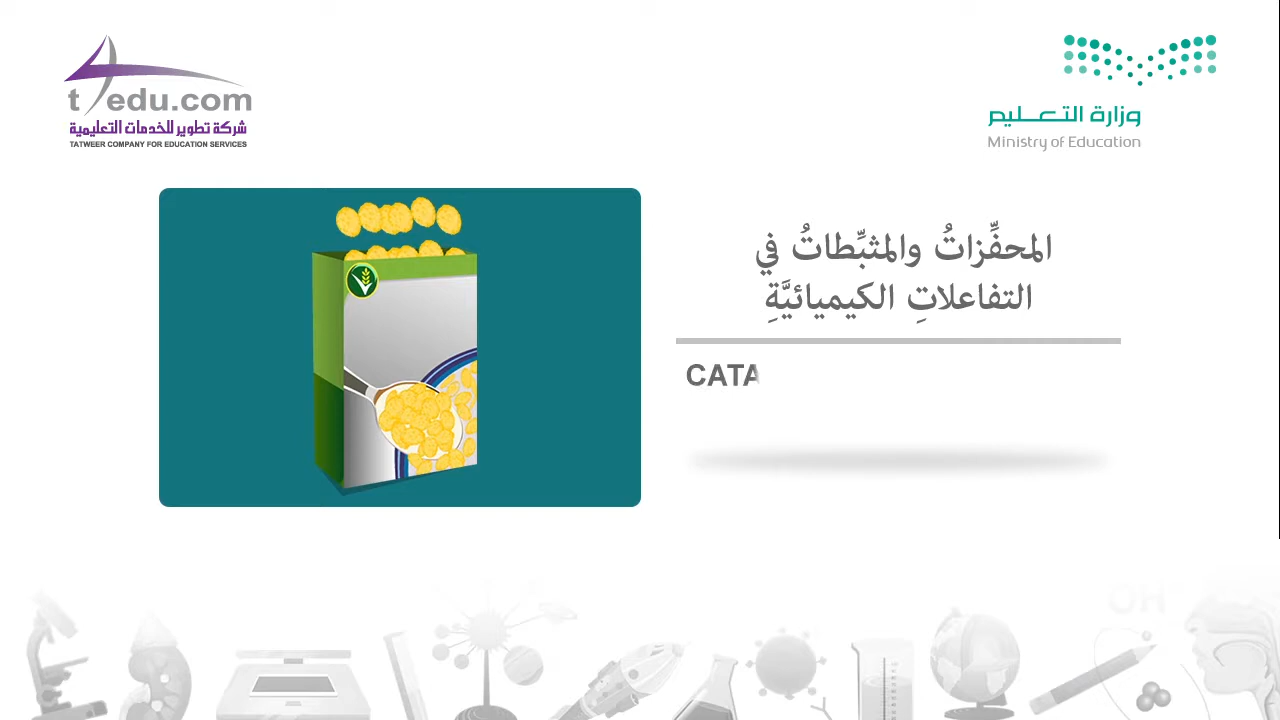 t4edu.com
شركة تطوير للخدمات التعليمية
TATWEER COMPANY FOR EDUCATION SERVICES
وزارة التعليم
Ministry of Education
المحفِّزاتُ والمثبِّطاتُ في
التفاعلاتِ الكيميائيَّةِ
CATA
OH